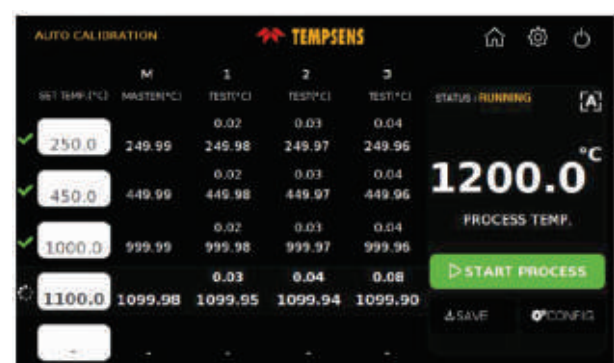 AUTO CALIBRATION
TEMPSENS
M 1 2 3
SET TEMP.(°C) MASTER(°C) TEST(°C) TEST(°C) TEST(°C)
0.02 0.03 0.04
250.0 249.99 249.98 249.97 249.96
0.02 0.03 0.04
450.0 449.99 449.98 449.97 449.96
0.02 0.03 0.04
1000.0 999.99 999.98 999.97 999.96
0.03 0.04 0.08
1100.0 1099.98 1099.95 1099.94 1099.90
- - - - -
STATUS : RUNNING
[A]
1200.0 °C
PROCESS TEMP.
START PROCESS
SAVE CONFIG